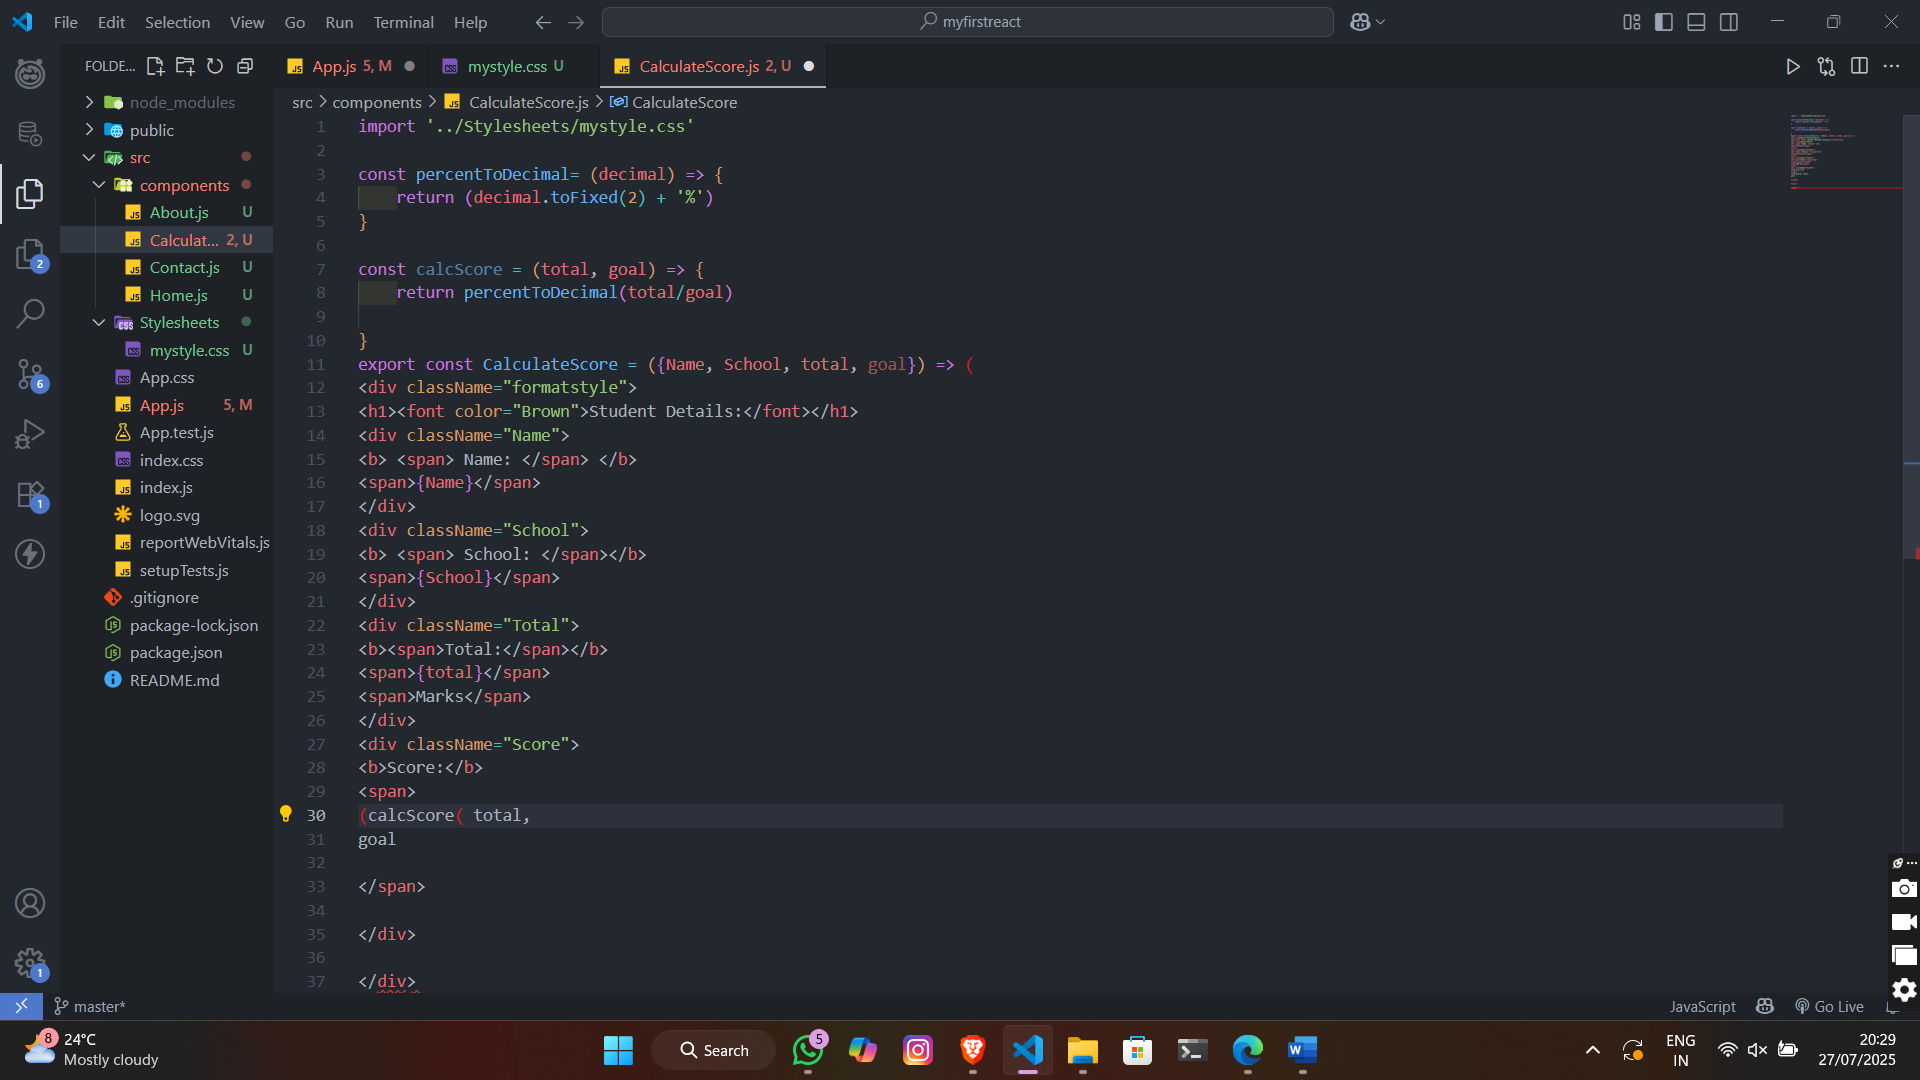 File Edit Selection View Go Run Terminal Help
myfirstreact
FOLDE...
App.js 5, M
mystyle.css U
CalculateScore.js 2, U
src > components > CalculateScore.js > CalculateScore
node_modules
public
src
components
About.js U
Calculat... 2, U
Contact.js U
Home.js U
Stylesheets
mystyle.css U
App.css
App.js 5, M
App.test.js
index.css
index.js
logo.svg
reportWebVitals.js
setupTests.js
.gitignore
package-lock.json
package.json
README.md
2
6
1
1
1 import '../Stylesheets/mystyle.css'
2
3 const percentToDecimal= (decimal) => {
4 return (decimal.toFixed(2) + '%')
5 }
6
7 const calcScore = (total, goal) => {
8 return percentToDecimal(total/goal)
9
10 }
11 export const CalculateScore = ({Name, School, total, goal}) => (
12 <div className="formatstyle">
13 <h1><font color="Brown">Student Details:</font></h1>
14 <div className="Name">
15 <b> <span> Name: </span> </b>
16 <span>{Name}</span>
17 </div>
18 <div className="School">
19 <b> <span> School: </span></b>
20 <span>{School}</span>
21 </div>
22 <div className="Total">
23 <b><span>Total:</span></b>
24 <span>{total}</span>
25 <span>Marks</span>
26 </div>
27 <div className="Score">
28 <b>Score:</b>
29 <span>
30 (calcScore( total,
31 goal
32
33 </span>
34
35 </div>
36
37 </div>
master*
JavaScript
Go Live
8
24°C
Mostly cloudy
Search
5
ENG
IN
20:29
27/07/2025